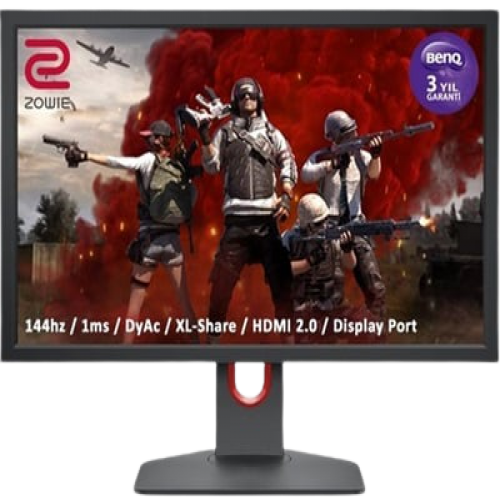 ZOWIE
BenQ
3 YIL
GARANTİ
144hz / 1ms / DyAc / XL-Share / HDMI 2.0 / Display Port